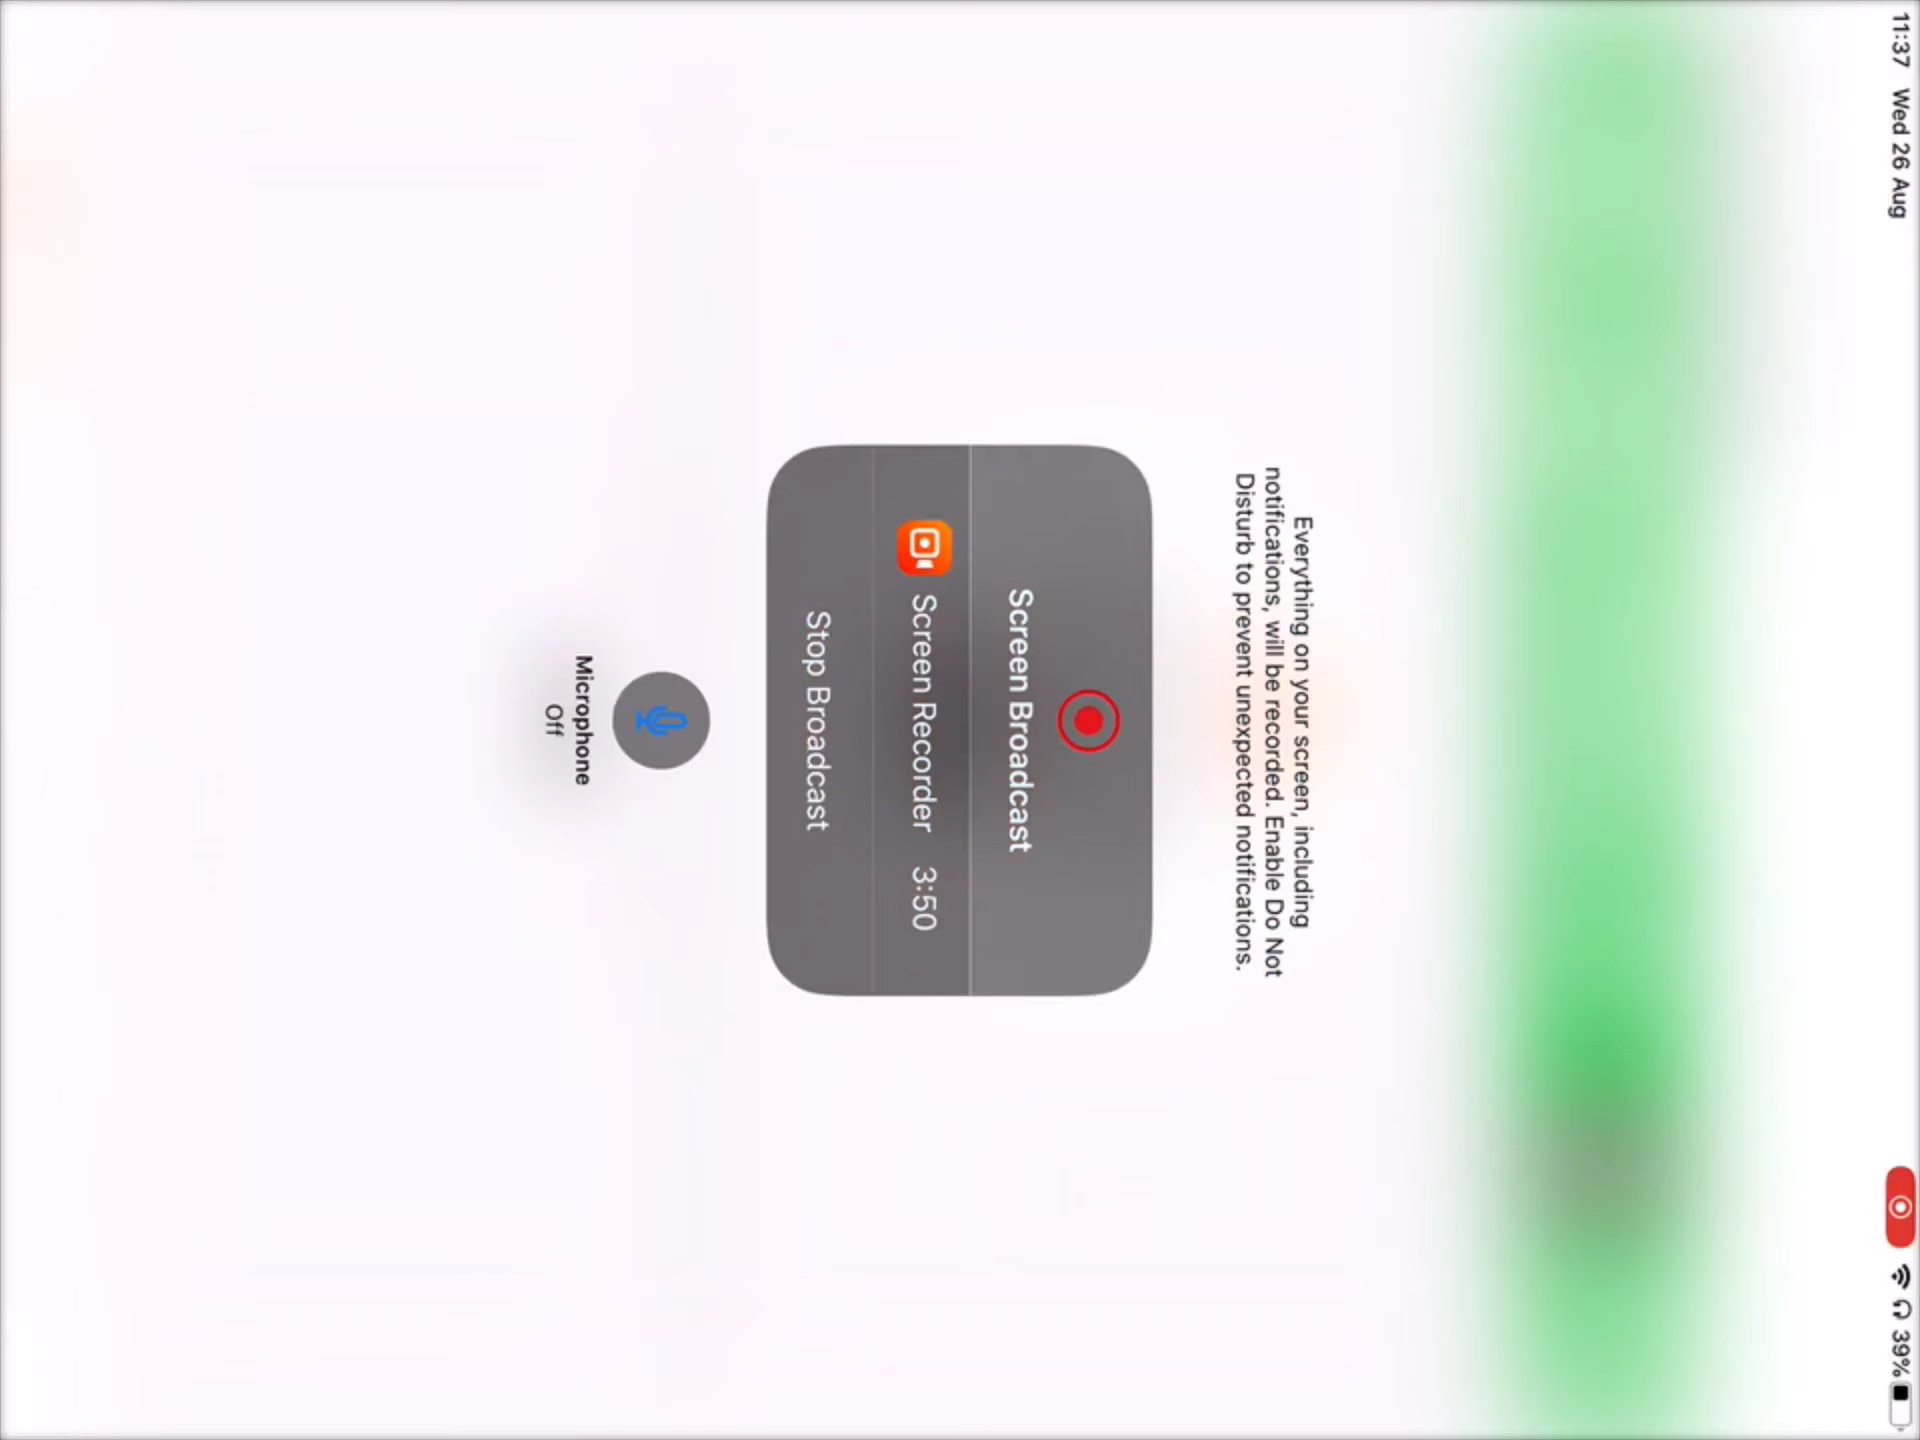 11:37 Wed 26 Aug
39%
Everything on your screen, including
notifications, will be recorded. Enable Do Not
Disturb to prevent unexpected notifications.
Screen Broadcast
Screen Recorder 3:50
Stop Broadcast
Microphone
Off